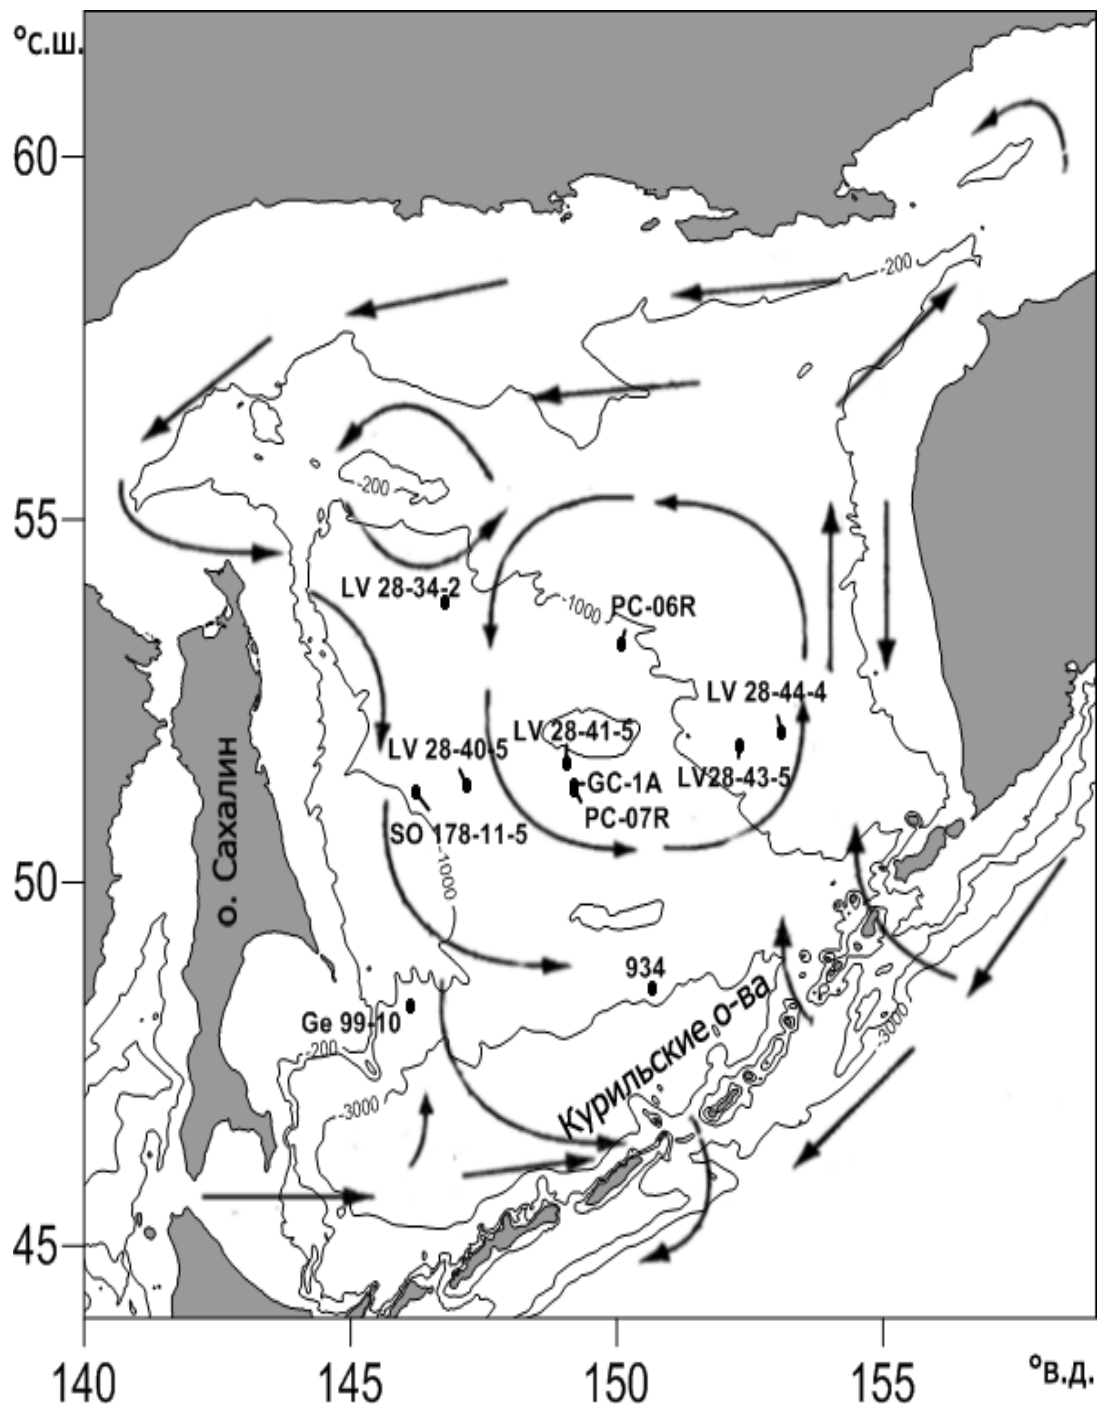 °с.ш.
60
-200
-200
55
LV 28-34-2
-1000
PC-06R
LV 28-44-4
LV 28-41-5
LV 28-40-5
LV28-43-5
GC-1A
PC-07R
SO 178-11-5
о. Сахалин
-1000
50
934
Ge 99-10
Курильские о-ва
-200
-3000
-3000
45
140
145
150
155
°в.д.